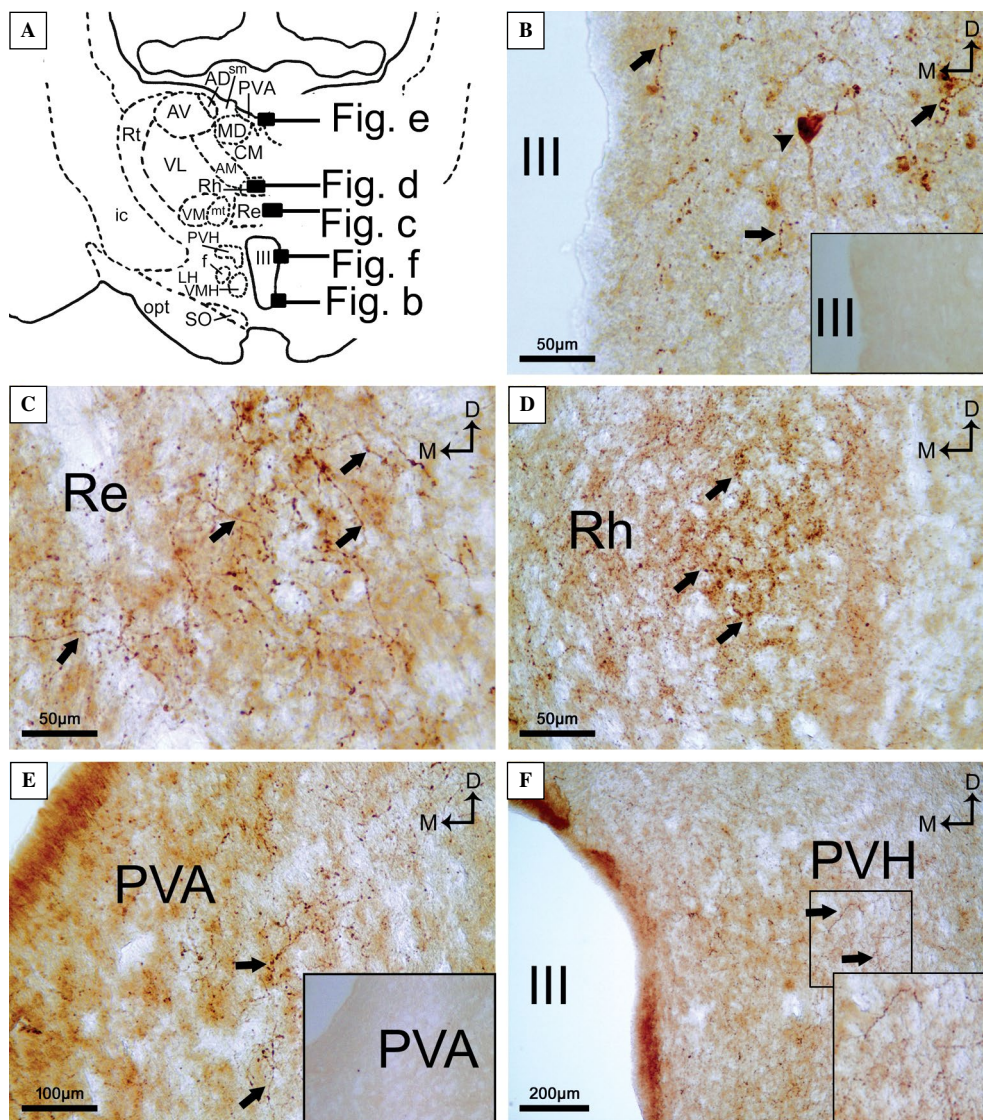 A
AD
sm
PVA
AV
MD
Fig. e
Rt
CM
VL
AM
Rh
Fig. d
ic
VM
mt
Re
Fig. c
PVH
f
III
Fig. f
LH
VMH
Fig. b
opt
SO
B
D
M
III
III
50µm
C
D
M
Re
50µm
D
D
M
Rh
50µm
E
D
M
PVA
PVA
100µm
F
D
M
PVH
III
200µm